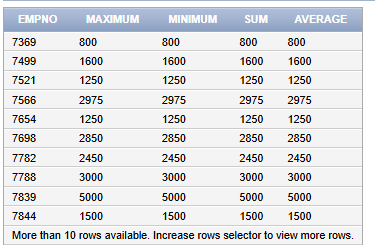 EMPNO MAXIMUM MINIMUM SUM AVERAGE
7369 800 800 800 800
7499 1600 1600 1600 1600
7521 1250 1250 1250 1250
7566 2975 2975 2975 2975
7654 1250 1250 1250 1250
7698 2850 2850 2850 2850
7782 2450 2450 2450 2450
7788 3000 3000 3000 3000
7839 5000 5000 5000 5000
7844 1500 1500 1500 1500
More than 10 rows available. Increase rows selector to view more rows.